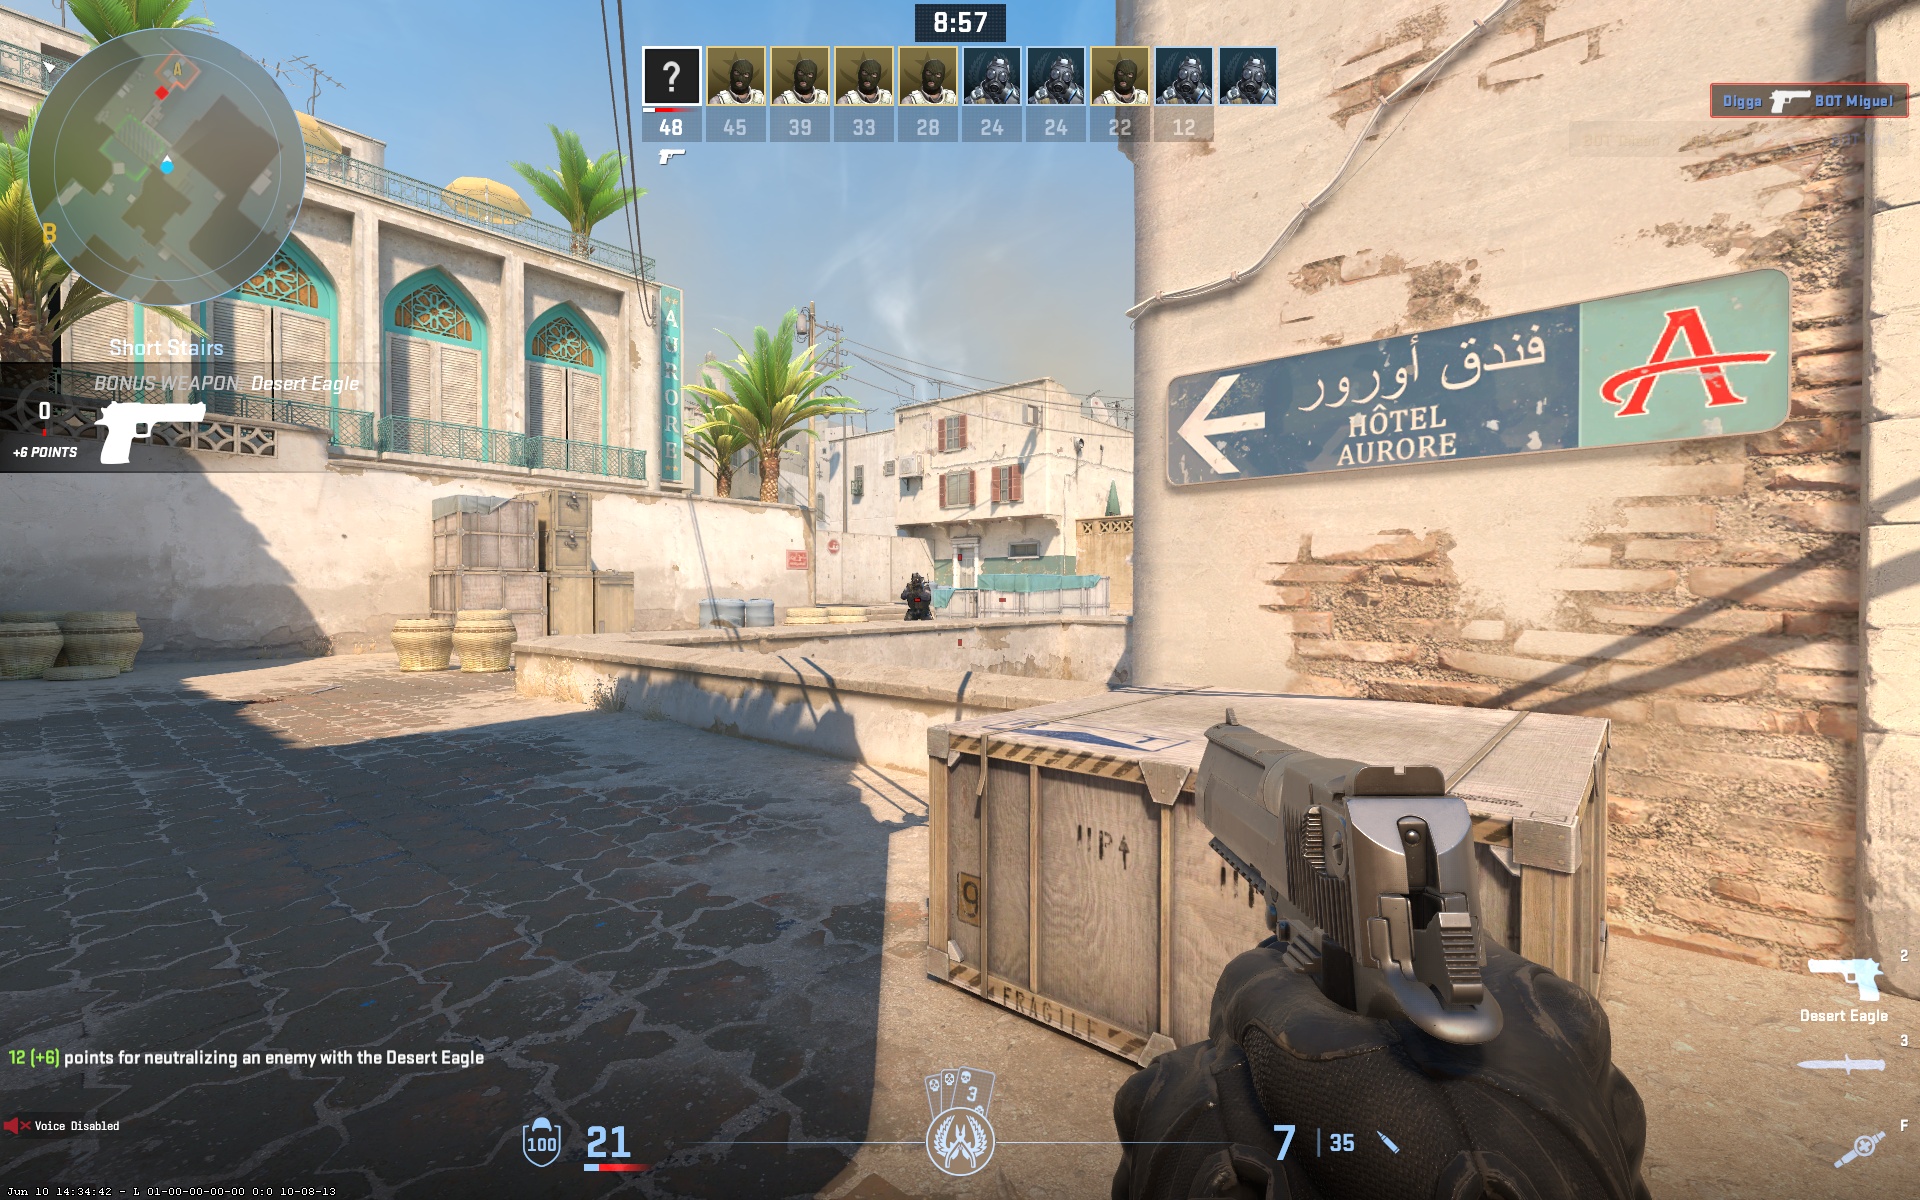 8:57
?
48 45 39 33 28 24 24 22 12
Digga BOT Miguel
A
B
Short Stairs
BONUS WEAPON: Desert Eagle
0
+6 POINTS
AURORE
فندق أورور
HÔTEL
AURORE
A
9
FRAGILE
2
Desert Eagle
3
F
12 (+6) points for neutralizing an enemy with the Desert Eagle
Voice Disabled
100
21
3
7 | 35
Jun 10 14:34:42 - L 01-00-00-00-00 0:0 10-08-13